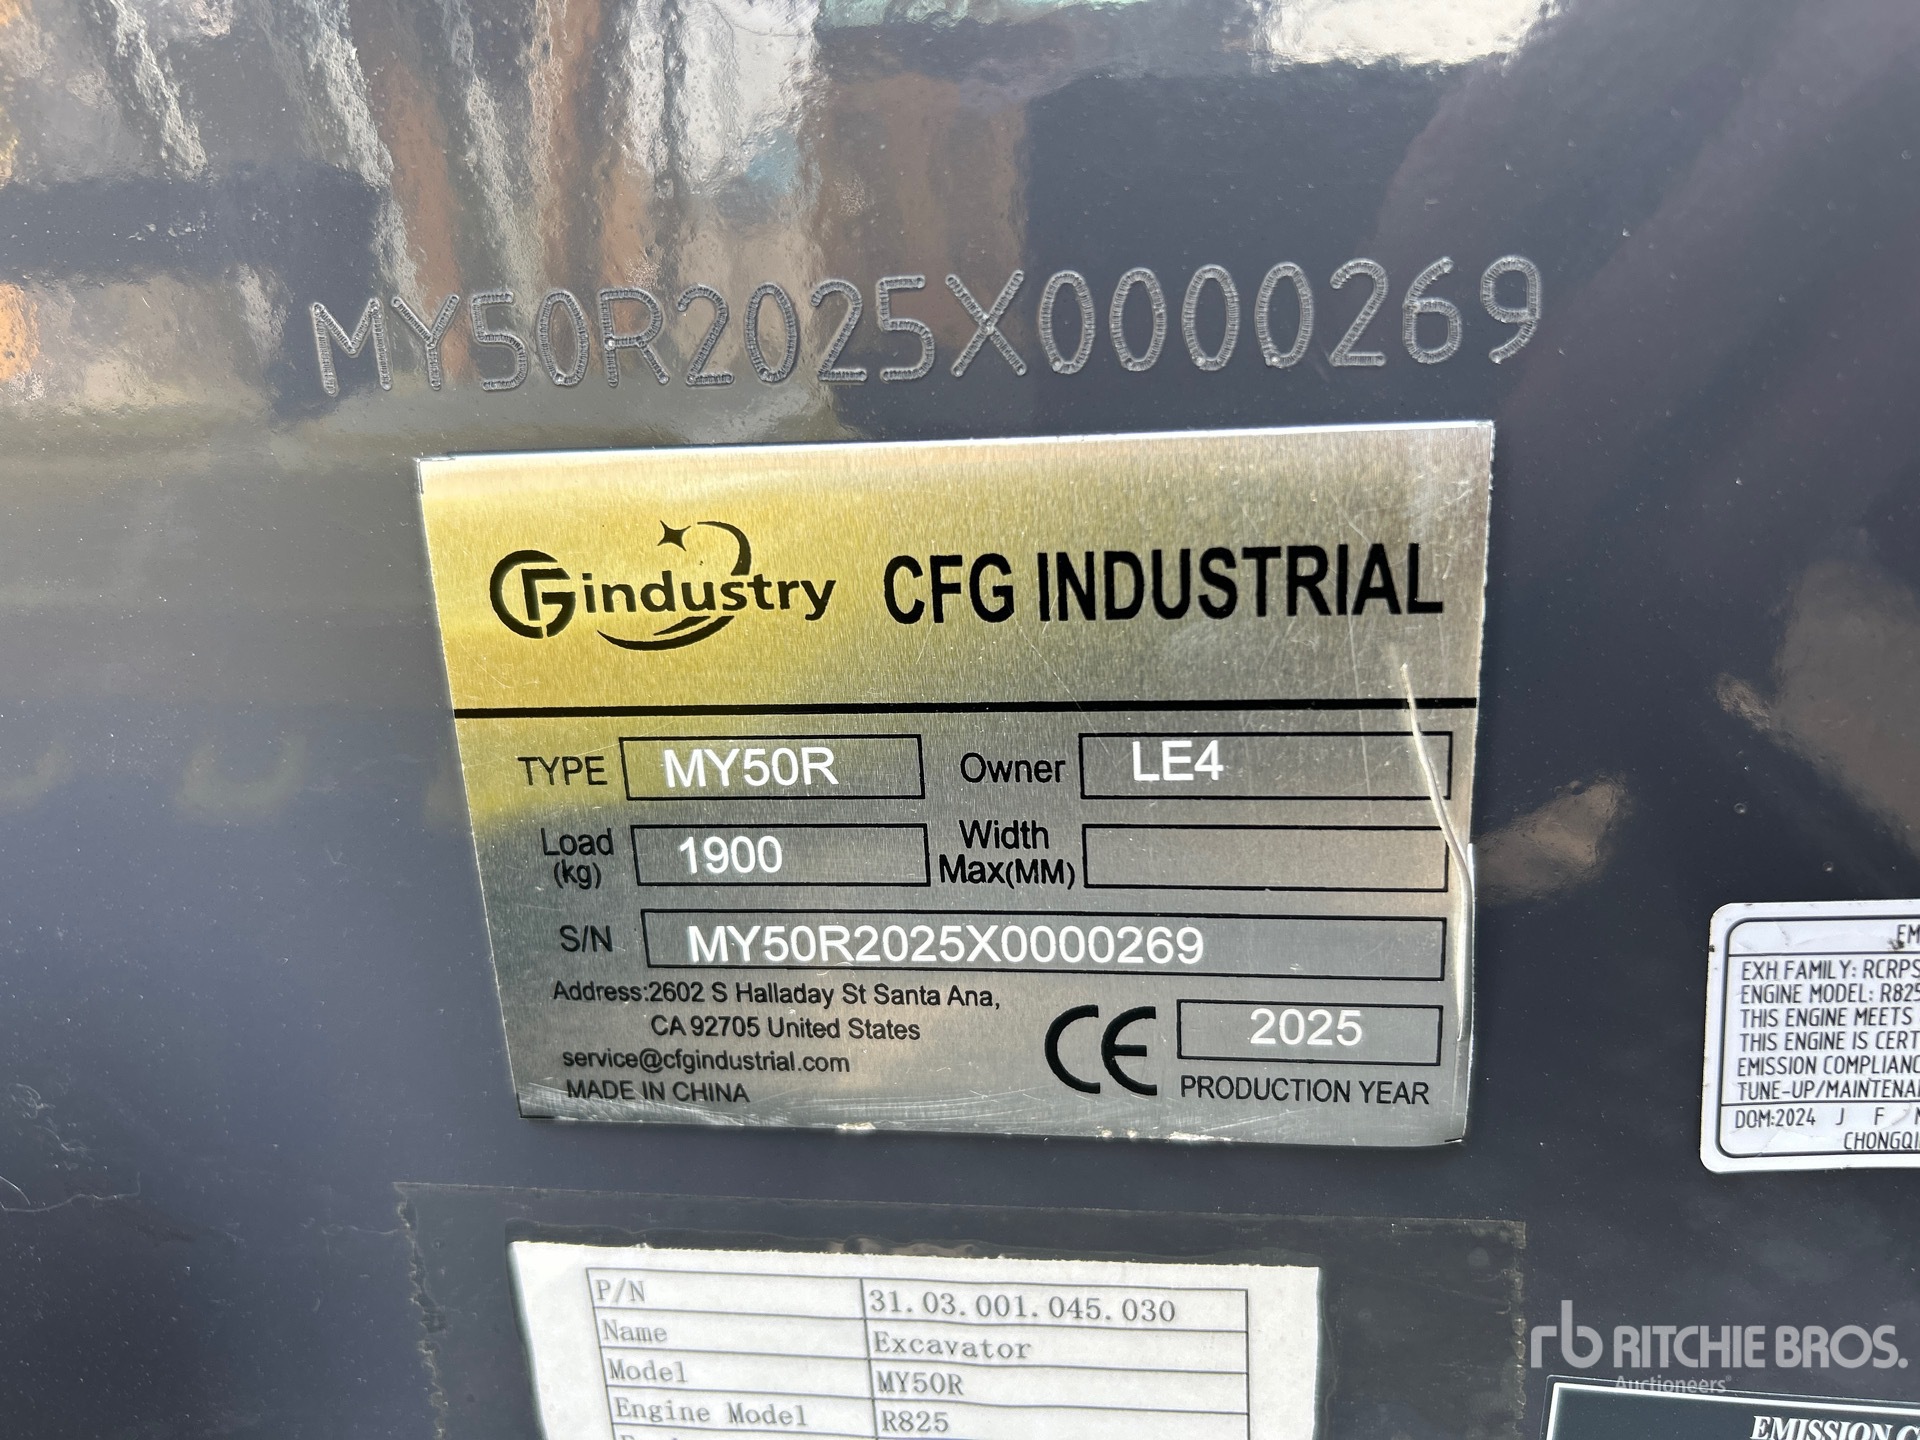 MY50R2025X0000269
CFGindustry CFG INDUSTRIAL
TYPE MY50R Owner LE4
Load (kg) 1900 Width Max(MM)
S/N MY50R2025X0000269
Address:2602 S Halladay St Santa Ana,
CA 92705 United States
service@cfgindustrial.com
MADE IN CHINA
CE 2025
PRODUCTION YEAR
EXH FAMILY: RCRPS
ENGINE MODEL: R825
THIS ENGINE MEETS
THIS ENGINE IS CERT
EMISSION COMPLIANC
TUNE-UP/MAINTENA
DOM:2024 J F
CHONGQI
P/N 31.03.001.045.030
Name Excavator
Model MY50R
Engine Model R825
rb RITCHIE BROS.
Auctioneers
EMISSION C